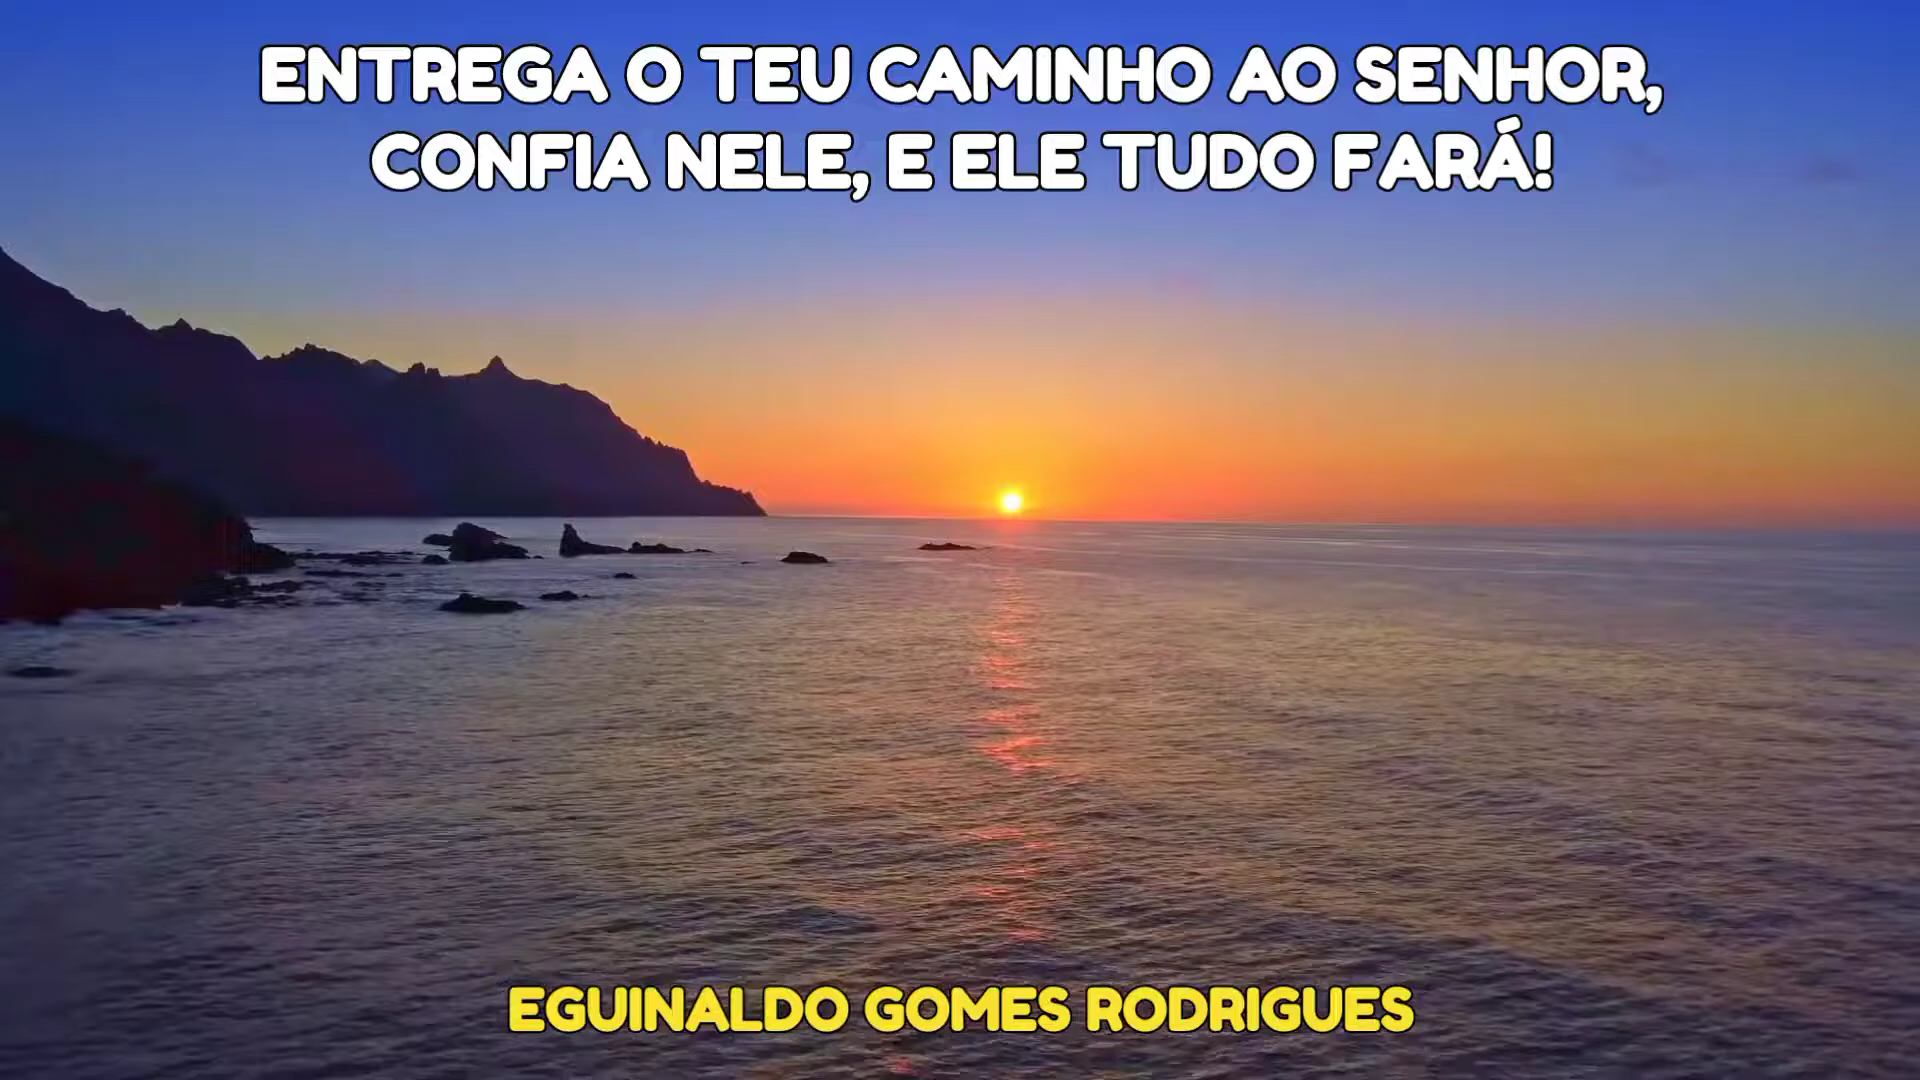 ENTREGA O TEU CAMINHO AO SENHOR,
CONFIA NELE, E ELE TUDO FARÁ!
EGUINALDO GOMES RODRIGUES